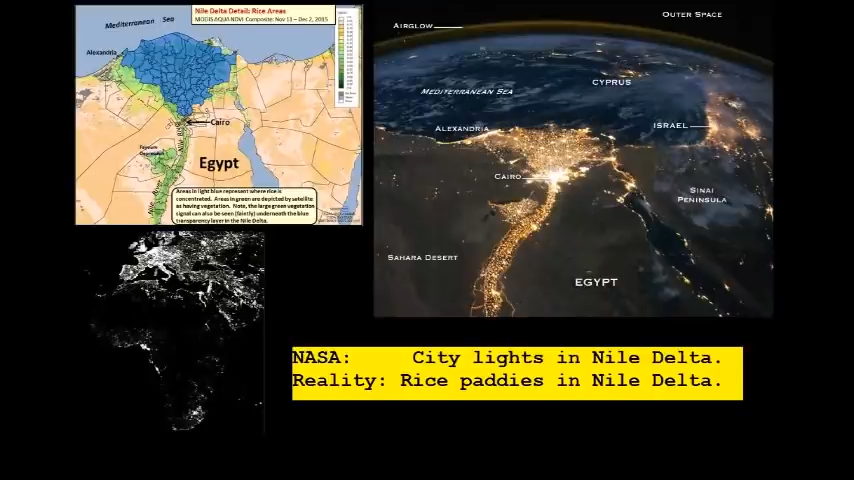 Mediterranean Sea
Nile Delta Detail: Rice Areas
MODIS AQUA NDVI Composite: Nov 13 – Dec 2, 2015
Alexandria
Cairo
Fayoum
Depression
Egypt
Nile River
Areas in light blue represent where rice is
concentrated. Areas in green are depicted by satellite
as having vegetation. Note, the large green vegetation
signal can also be seen (faintly) underneath the blue
transparency layer in the Nile Delta.
AIRGLOW
OUTER SPACE
CYPRUS
MEDITERRANEAN SEA
ALEXANDRIA
ISRAEL
CAIRO
SINAI
PENINSULA
SAHARA DESERT
EGYPT
NASA: City lights in Nile Delta.
Reality: Rice paddies in Nile Delta.